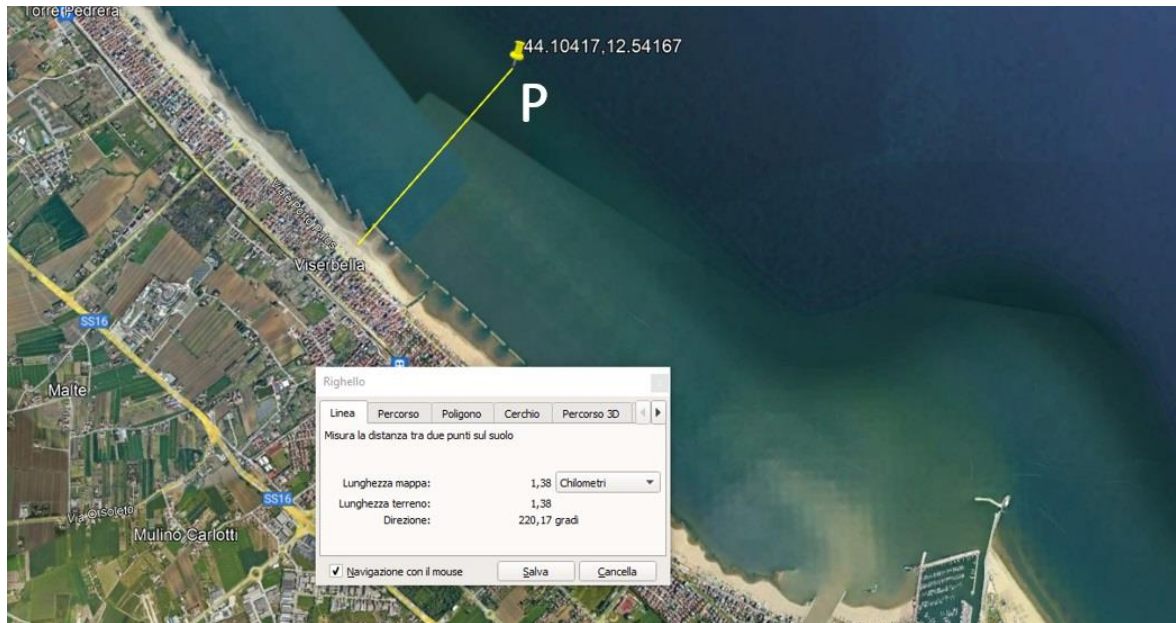 Torre Pedrera
44.10417,12.54167
P
Viserbella
SS16
Malte
SS16
Mulino Carlotti
Righello
Linea Percorso Poligono Cerchio Percorso 3D
Misura la distanza tra due punti sul suolo
Lunghezza mappa: 1,38 Chilometri
Lunghezza terreno: 1,38
Direzione: 220,17 gradi
Navigazione con il mouse Salva Cancella